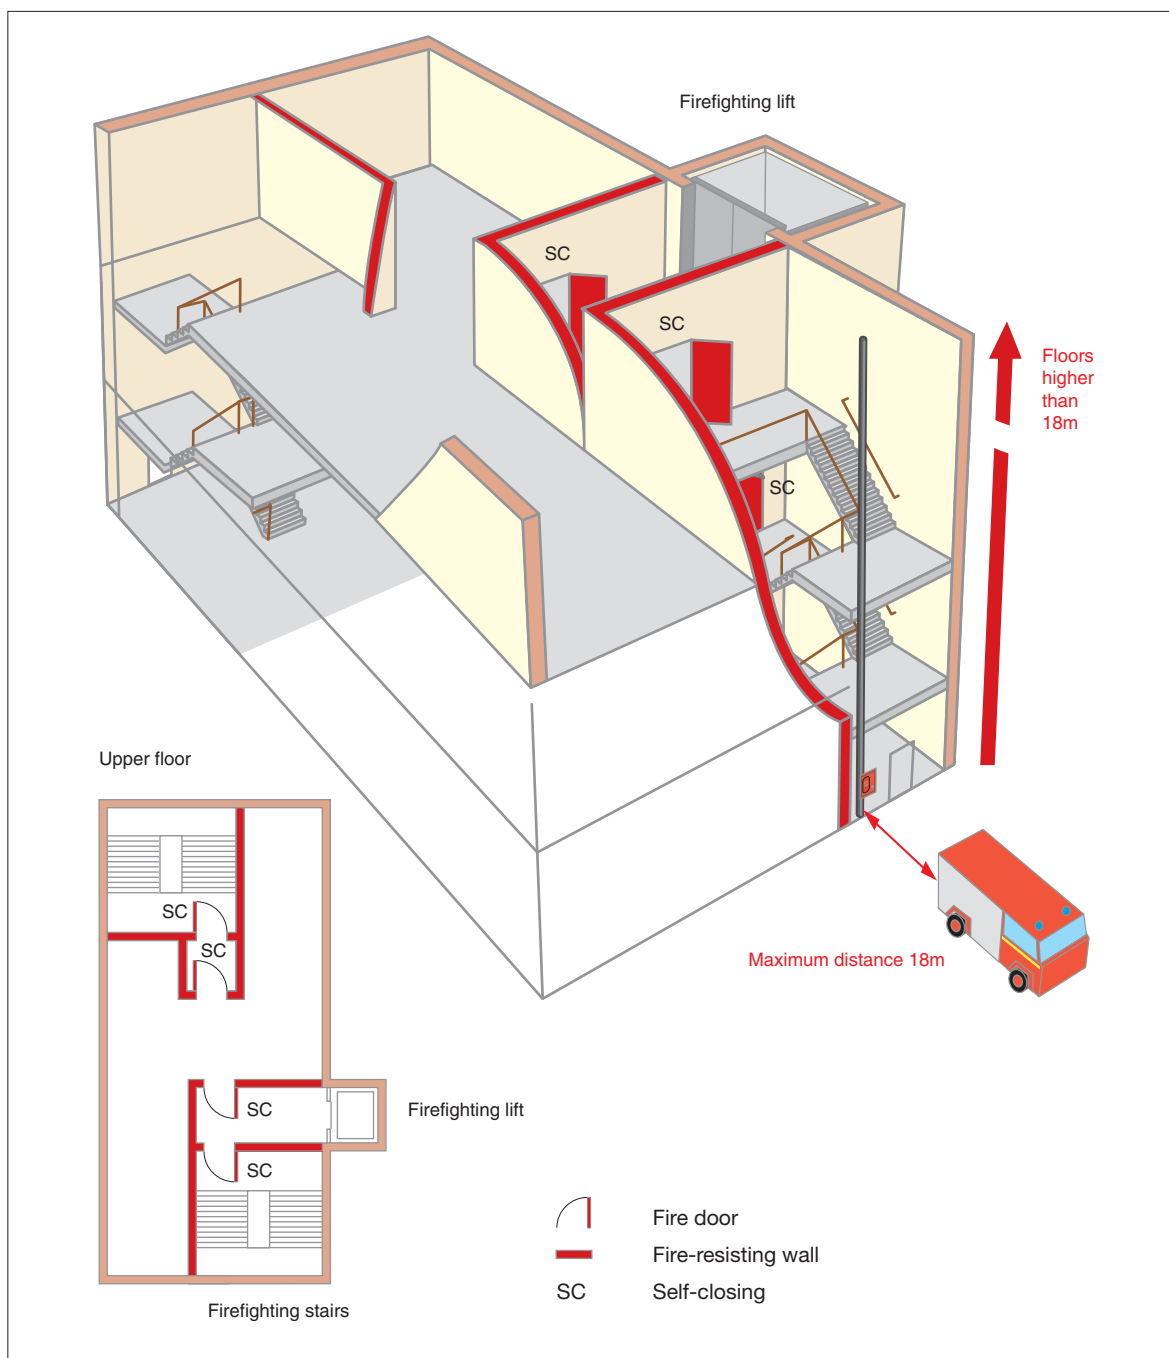 Firefighting lift
SC
SC
Floors
higher
than
18m
SC
Upper floor
Maximum distance 18m
SC
SC
SC
Firefighting lift
SC
Fire door
Fire-resisting wall
SC Self-closing
Firefighting stairs